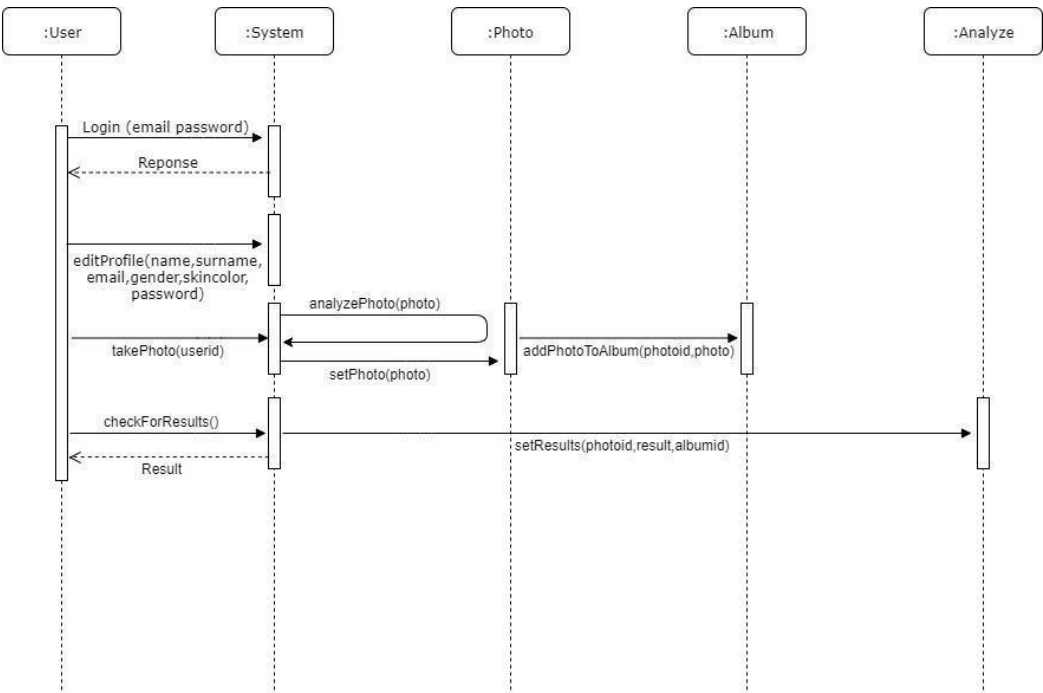 :User
:System
:Photo
:Album
:Analyze
Login (email password)
Reponse
editProfile(name,surname,
email,gender,skincolor,
password)
analyzePhoto(photo)
takePhoto(userid)
addPhotoToAlbum(photoid,photo)
setPhoto(photo)
checkForResults()
setResults(photoid,result,albumid)
Result